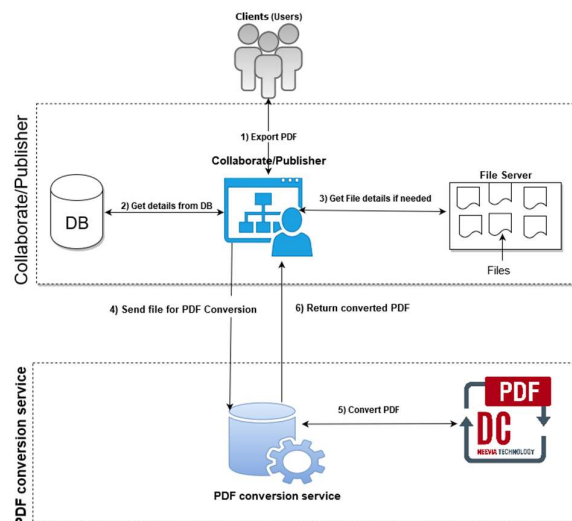 Clients (Users)
1) Export PDF
Collaborate/Publisher
Collaborate/Publisher
DB
2) Get details from DB
3) Get File details if needed
File Server
Files
4) Send file for PDF Conversion
6) Return converted PDF
PDF conversion service
5) Convert PDF
PDF
DC
NEEVIA TECHNOLOGY
PDF conversion service